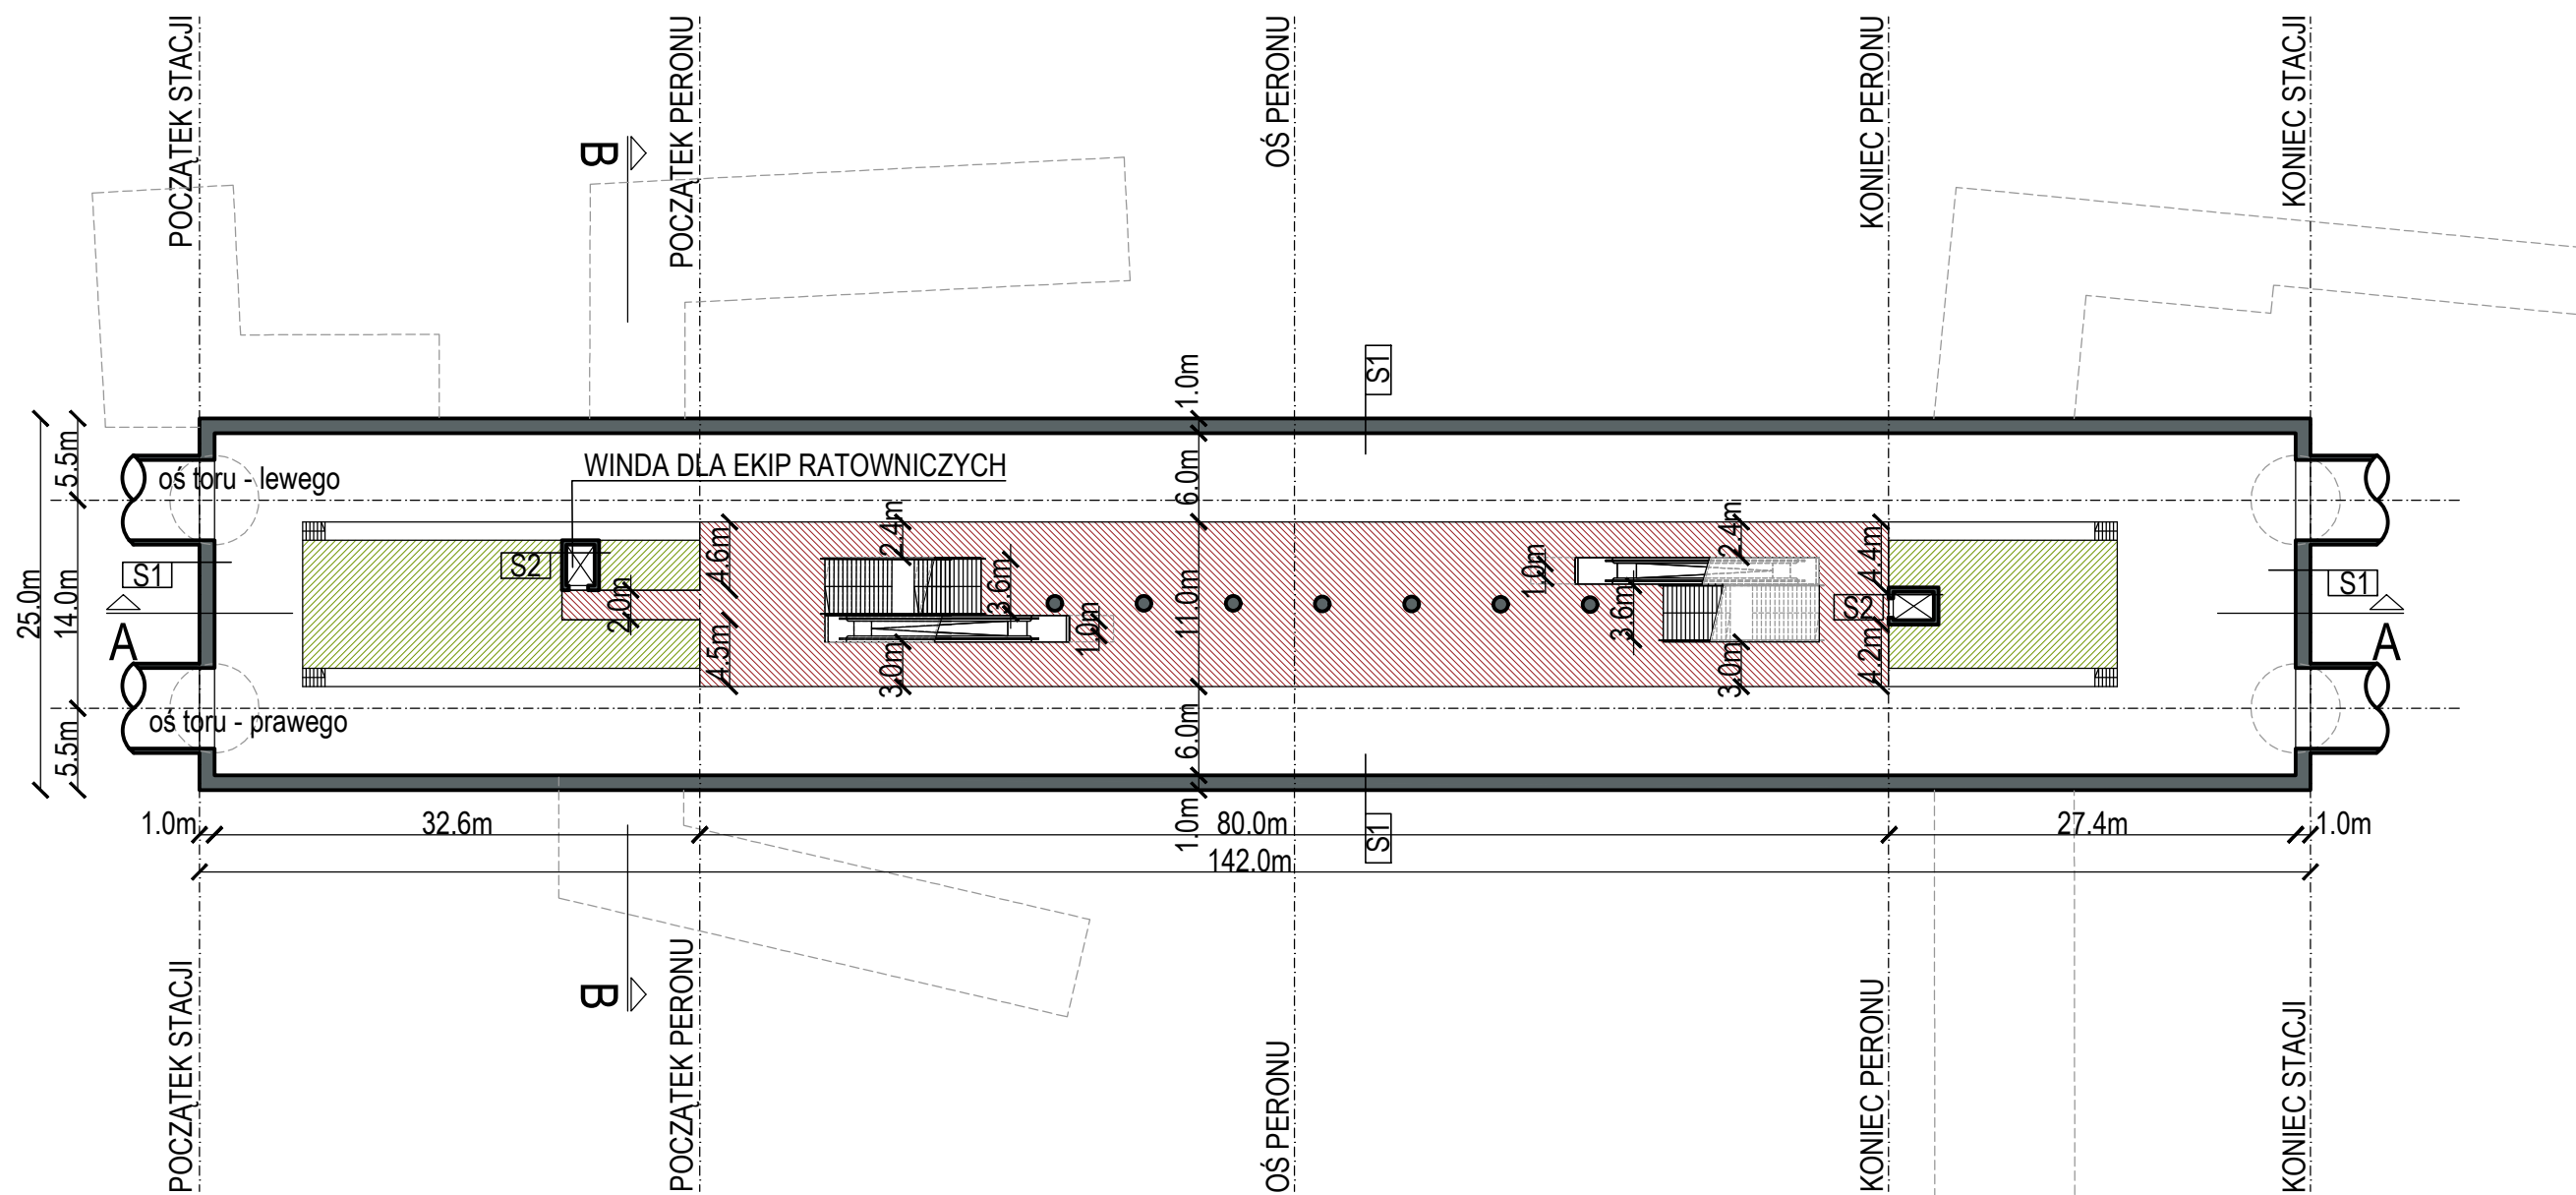 POCZĄTEK STACJI
POCZĄTEK PERONU
OŚ PERONU
KONIEC PERONU
KONIEC STACJI
B
S1
1.0m
5.5m
oś toru - lewego
WINDA DLA EKIP RATOWNICZYCH
6.0m
2.4m
2.4m
4.6m
4.4m
S2
S1
3.6m
1.0m
S1
25.0m
14.0m
2.0m
11.0m
3.6m
S2
A
1.0m
A
4.5m
3.0m
3.0m
4.2m
oś toru - prawego
5.5m
6.0m
1.0m
32.6m
1.0m
80.0m
S1
27.4m
1.0m
142.0m
B
POCZĄTEK STACJI
POCZĄTEK PERONU
OŚ PERONU
KONIEC PERONU
KONIEC STACJI